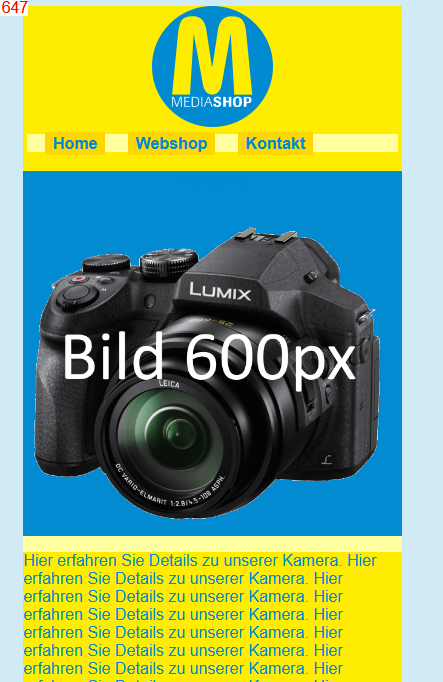 647
M
MEDIASHOP
Home Webshop Kontakt
LUMIX
Bild 600px
LEICA
DC VARIO-ELMARIT 1:2.8/4.5-108 ASPH.
Hier erfahren Sie Details zu unserer Kamera. Hier
erfahren Sie Details zu unserer Kamera. Hier
erfahren Sie Details zu unserer Kamera. Hier
erfahren Sie Details zu unserer Kamera. Hier
erfahren Sie Details zu unserer Kamera. Hier
erfahren Sie Details zu unserer Kamera. Hier
erfahren Sie Details zu unserer Kamera. Hier